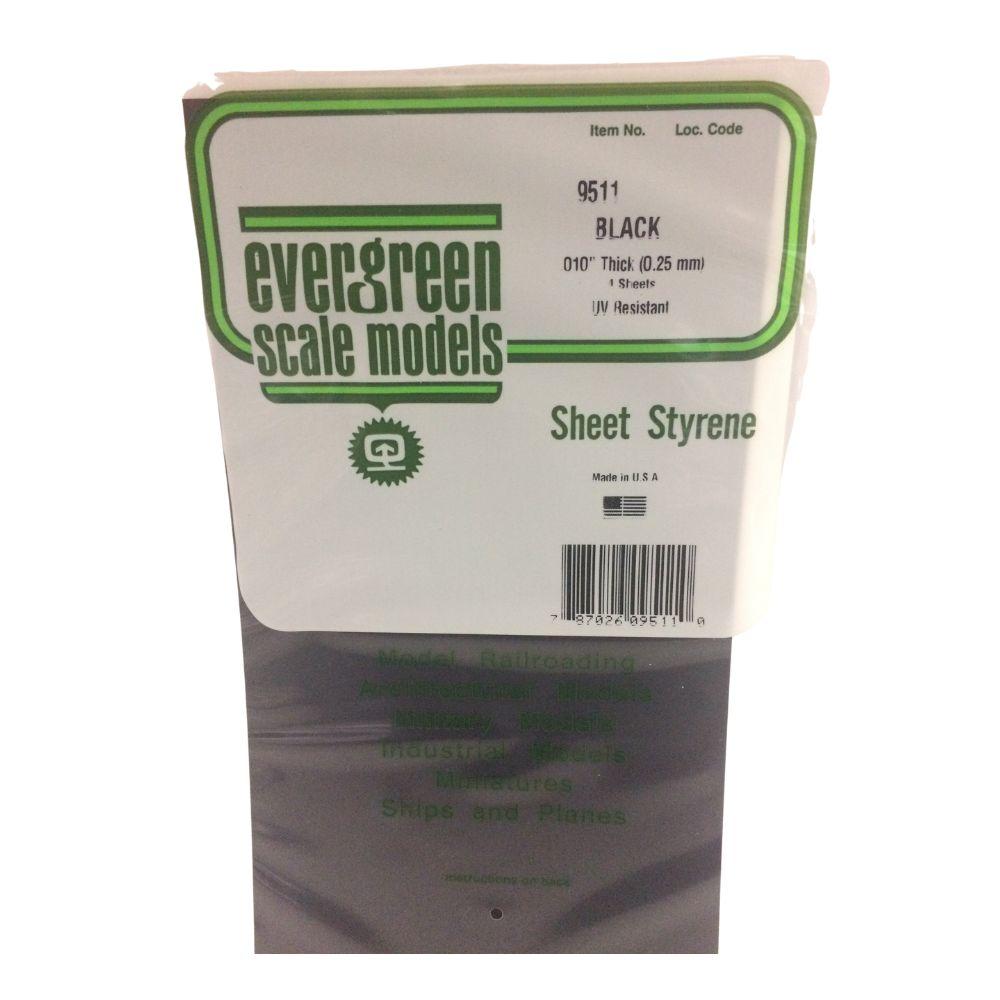 Item No. Loc. Code
9511
BLACK
010" Thick (0.25 mm)
Sheets
UV Resistant
evergreen
scale models
Sheet Styrene
Made in U.S.A
7 87026 09511 0
Model Railroading
Architectural Models
Military Models
Industrial Models
Miniatures
Ships and Planes
Instructions on back